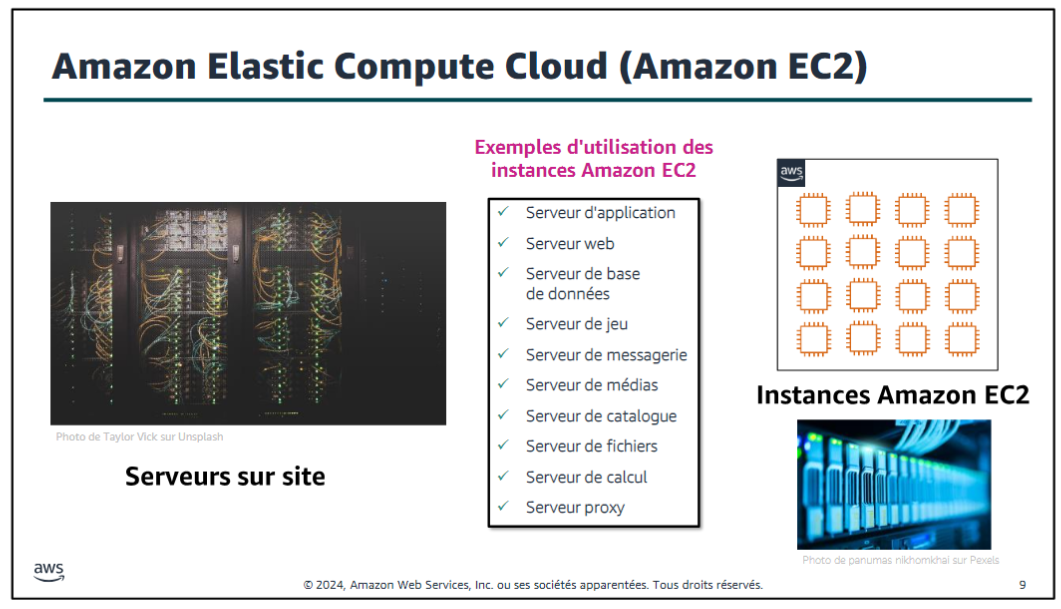 Amazon Elastic Compute Cloud (Amazon EC2)
Exemples d'utilisation des
instances Amazon EC2
aws
✓ Serveur d'application
✓ Serveur web
✓ Serveur de base
de données
✓ Serveur de jeu
✓ Serveur de messagerie
✓ Serveur de médias
✓ Serveur de catalogue
✓ Serveur de fichiers
✓ Serveur de calcul
✓ Serveur proxy
Instances Amazon EC2
Photo de Taylor Vick sur Unsplash
Serveurs sur site
Photo de panumas nikhomkhai sur Pexels
aws
© 2024, Amazon Web Services, Inc. ou ses sociétés apparentées. Tous droits réservés.
9